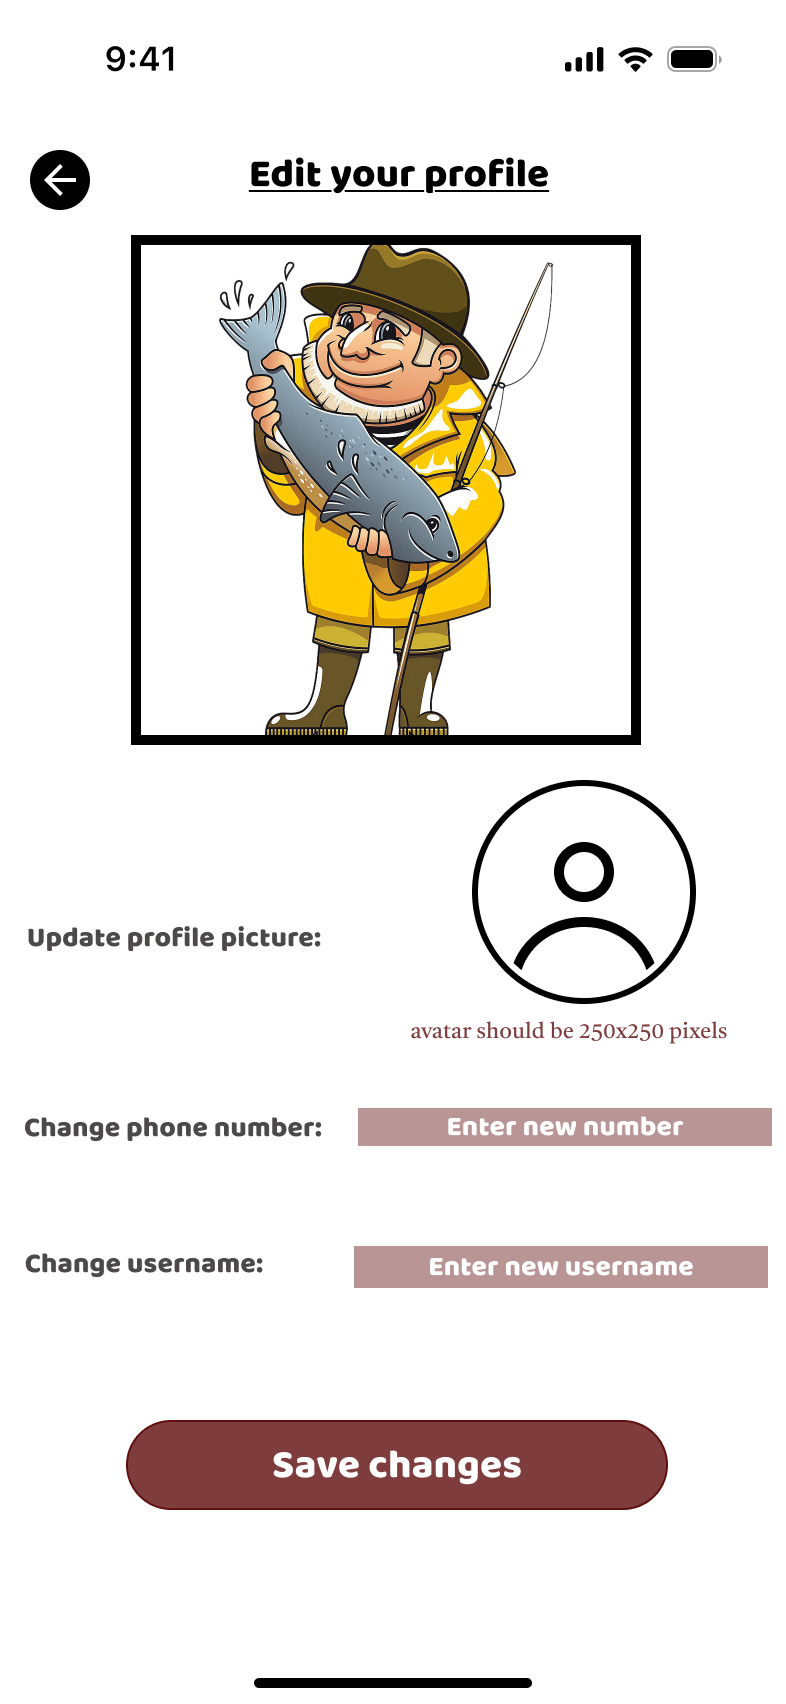 9:41
Edit your profile
Update profile picture:
avatar should be 250x250 pixels
Change phone number:
Enter new number
Change username:
Enter new username
Save changes